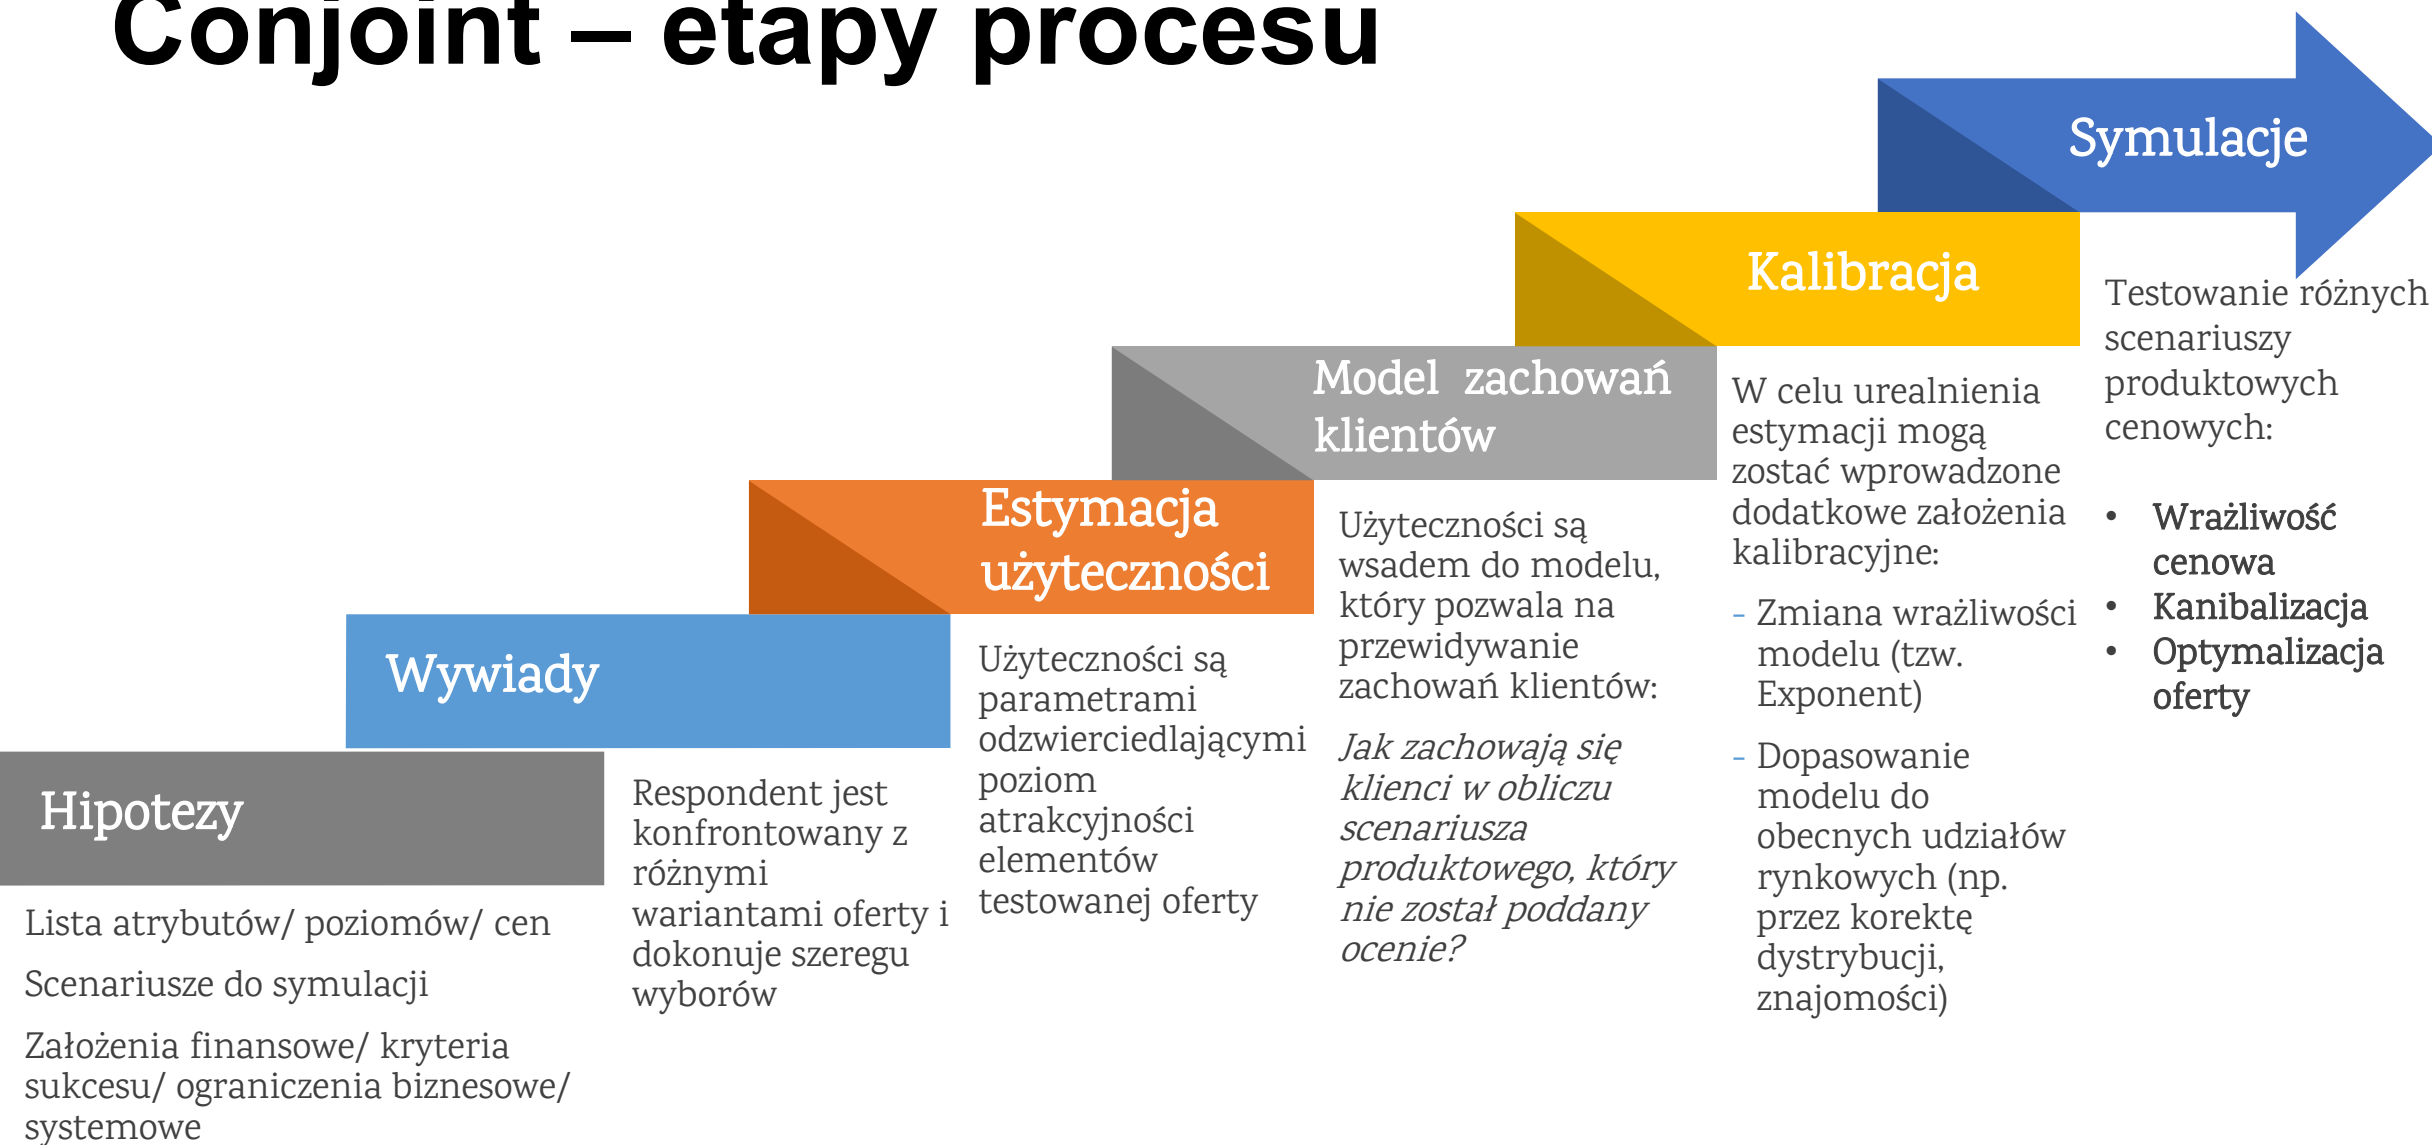 Conjoint – etapy procesu
Hipotezy
Lista atrybutów/ poziomów/ cen
Scenariusze do symulacji
Założenia finansowe/ kryteria
sukcesu/ ograniczenia biznesowe/
systemowe
Wywiady
Respondent jest
konfrontowany z
różnymi
wariantami oferty i
dokonuje szeregu
wyborów
Estymacja
użyteczności
Użyteczności są
parametrami
odzwierciedlającymi
poziom
atrakcyjności
elementów
testowanej oferty
Model zachowań
klientów
Użyteczności są
wsadem do modelu,
który pozwala na
przewidywanie
zachowań klientów:
Jak zachowają się
klienci w obliczu
scenariusza
produktowego, który
nie został poddany
ocenie?
Kalibracja
W celu urealnienia
estymacji mogą
zostać wprowadzone
dodatkowe założenia
kalibracyjne:
- Zmiana wrażliwości
modelu (tzw.
Exponent)
- Dopasowanie
modelu do
obecnych udziałów
rynkowych (np.
przez korektę
dystrybucji,
znajomości)
Symulacje
Testowanie różnych
scenariuszy
produktowych
cenowych:
• Wrażliwość
cenowa
• Kanibalizacja
• Optymalizacja
oferty